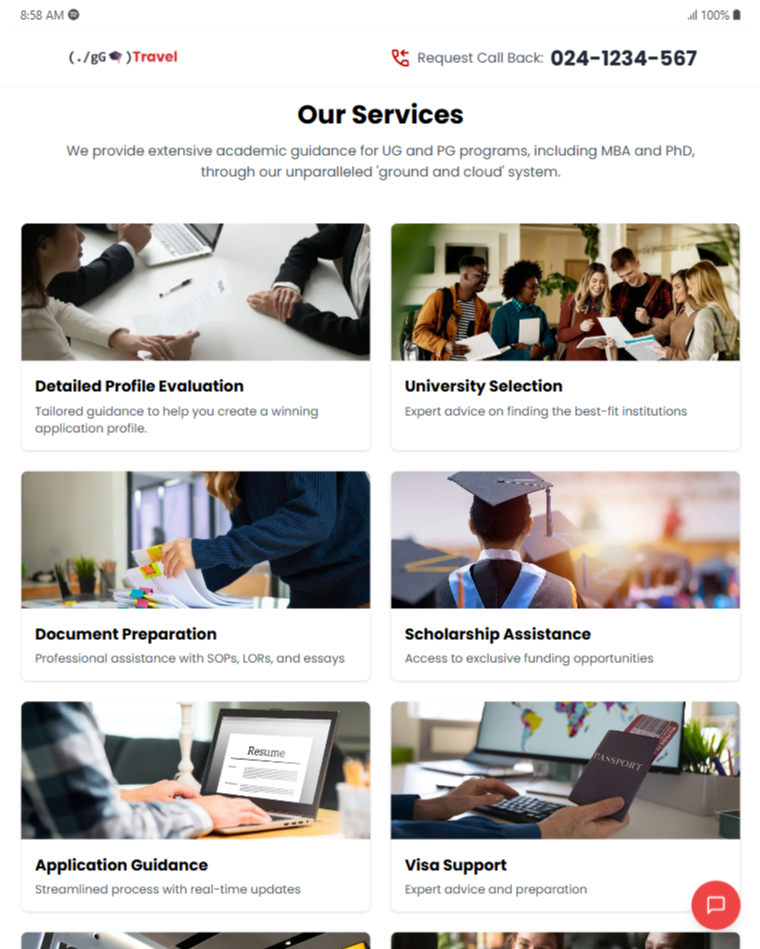 8:58 AM
100%
(./gG )Travel
Request Call Back: 024-1234-567
Our Services
We provide extensive academic guidance for UG and PG programs, including MBA and PhD,
through our unparalleled 'ground and cloud' system.
Detailed Profile Evaluation
Tailored guidance to help you create a winning
application profile.
University Selection
Expert advice on finding the best-fit institutions
Document Preparation
Professional assistance with SOPs, LORs, and essays
Scholarship Assistance
Access to exclusive funding opportunities
Resume
Application Guidance
Streamlined process with real-time updates
PASSPORT
Visa Support
Expert advice and preparation